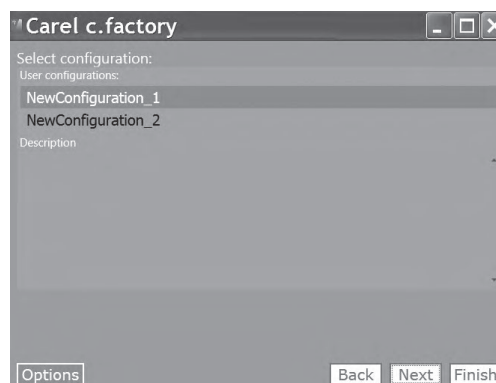 Carel c.factory
Select configuration:
User configurations:
NewConfiguration_1
NewConfiguration_2
Description
Options
Back Next Finish